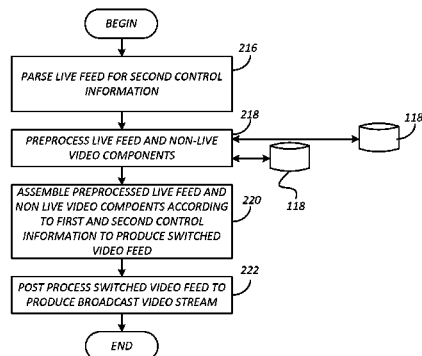 BEGIN
216
PARSE LIVE FEED FOR SECOND CONTROL
INFORMATION
218
PREPROCESS LIVE FEED AND NON-LIVE
VIDEO COMPONENTS
118
118
ASSEMBLE PREPROCESSED LIVE FEED AND
NON LIVE VIDEO COMPOENTS ACCORDING
TO FIRST AND SECOND CONTROL
INFORMATION TO PRODUCE SWITCHED
VIDEO FEED
220
POST PROCESS SWITCHED VIDEO FEED TO
PRODUCE BROADCAST VIDEO STREAM
222
END